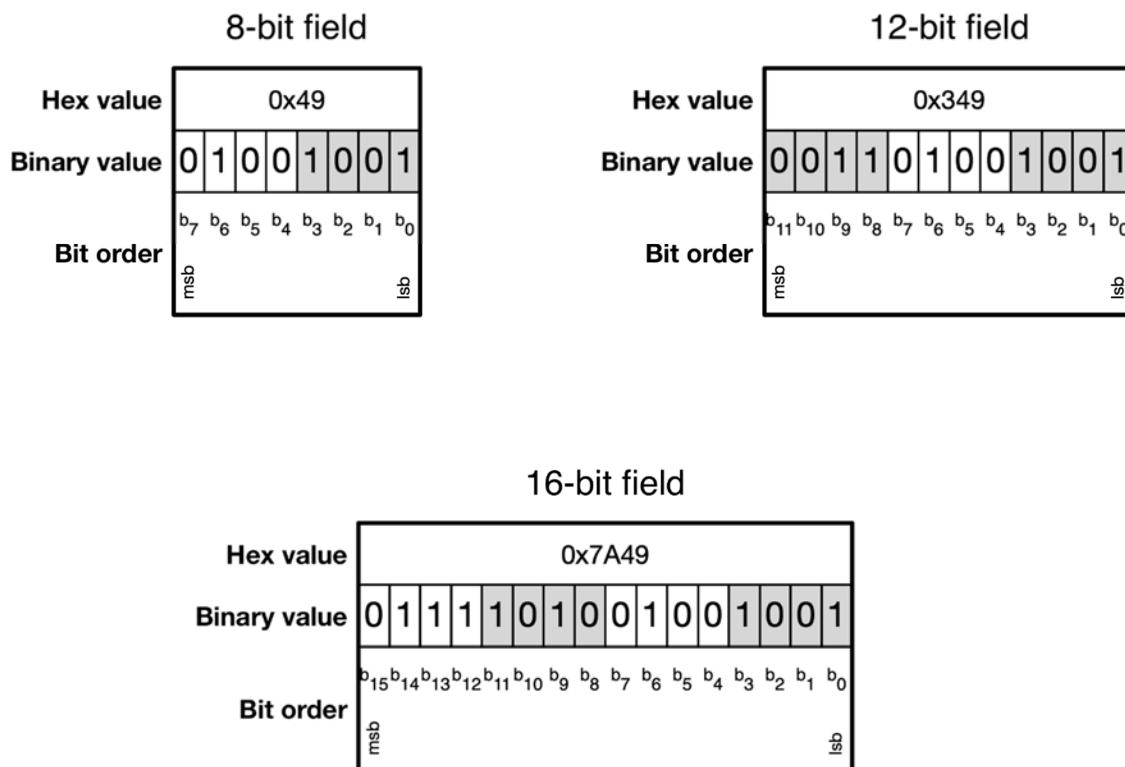 8-bit field 12-bit field
Hex value 0x49 Hex value 0x349
Binary value 0 1 0 0 1 0 0 1 Binary value 0 0 1 1 0 1 0 0 1 0 0 1
b7 b6 b5 b4 b3 b2 b1 b0 b11 b10 b9 b8 b7 b6 b5 b4 b3 b2 b1 b0
Bit order Bit order
msb lsb msb lsb
16-bit field
Hex value 0x7A49
Binary value 0 1 1 1 1 0 1 0 0 1 0 0 1 0 0 1
b15 b14 b13 b12 b11 b10 b9 b8 b7 b6 b5 b4 b3 b2 b1 b0
Bit order
msb lsb